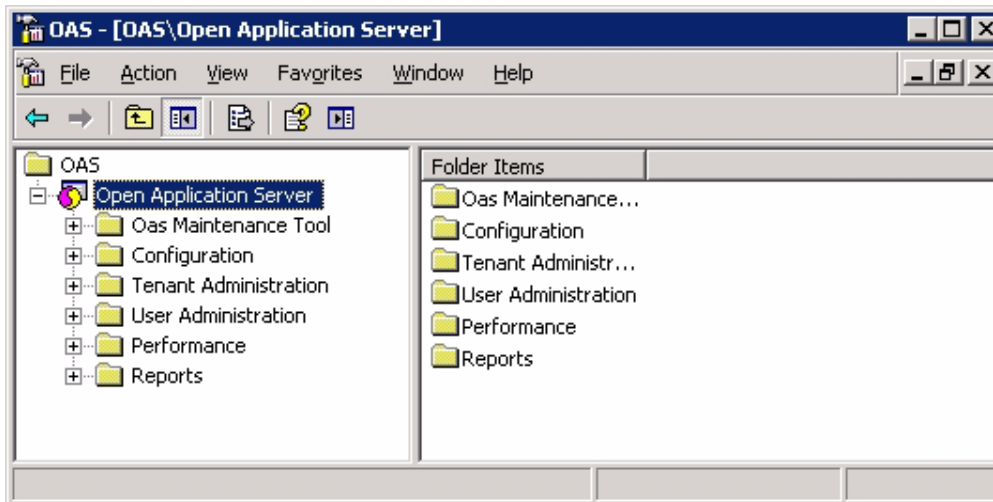 OAS - [OAS\Open Application Server]
File Action View Favorites Window Help
OAS
Open Application Server
Oas Maintenance Tool
Configuration
Tenant Administration
User Administration
Performance
Reports
Folder Items
Oas Maintenance...
Configuration
Tenant Administr...
User Administration
Performance
Reports